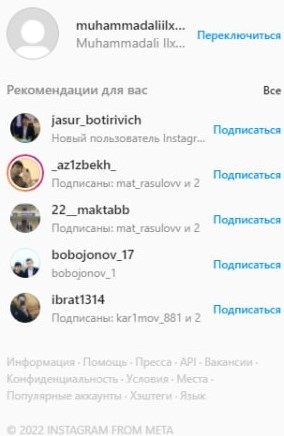 muhammadaliilx...
Muhammadali Ilx...
Переключиться
Рекомендации для вас
Все
jasur_botirivich
Новый пользователь Instagr...
Подписаться
_az1zbekh_
Подписаны: mat_rasulovv и 2
Подписаться
22__maktabb
Подписаны: mat_rasulovv и 2
Подписаться
bobojonov_17
bobojonov_1
Подписаться
ibrat1314
Подписаны: kar1mov_881 и 2
Подписаться
Информация · Помощь · Пресса · API · Вакансии ·
Конфиденциальность · Условия · Места ·
Популярные аккаунты · Хэштеги · Язык
© 2022 INSTAGRAM FROM META